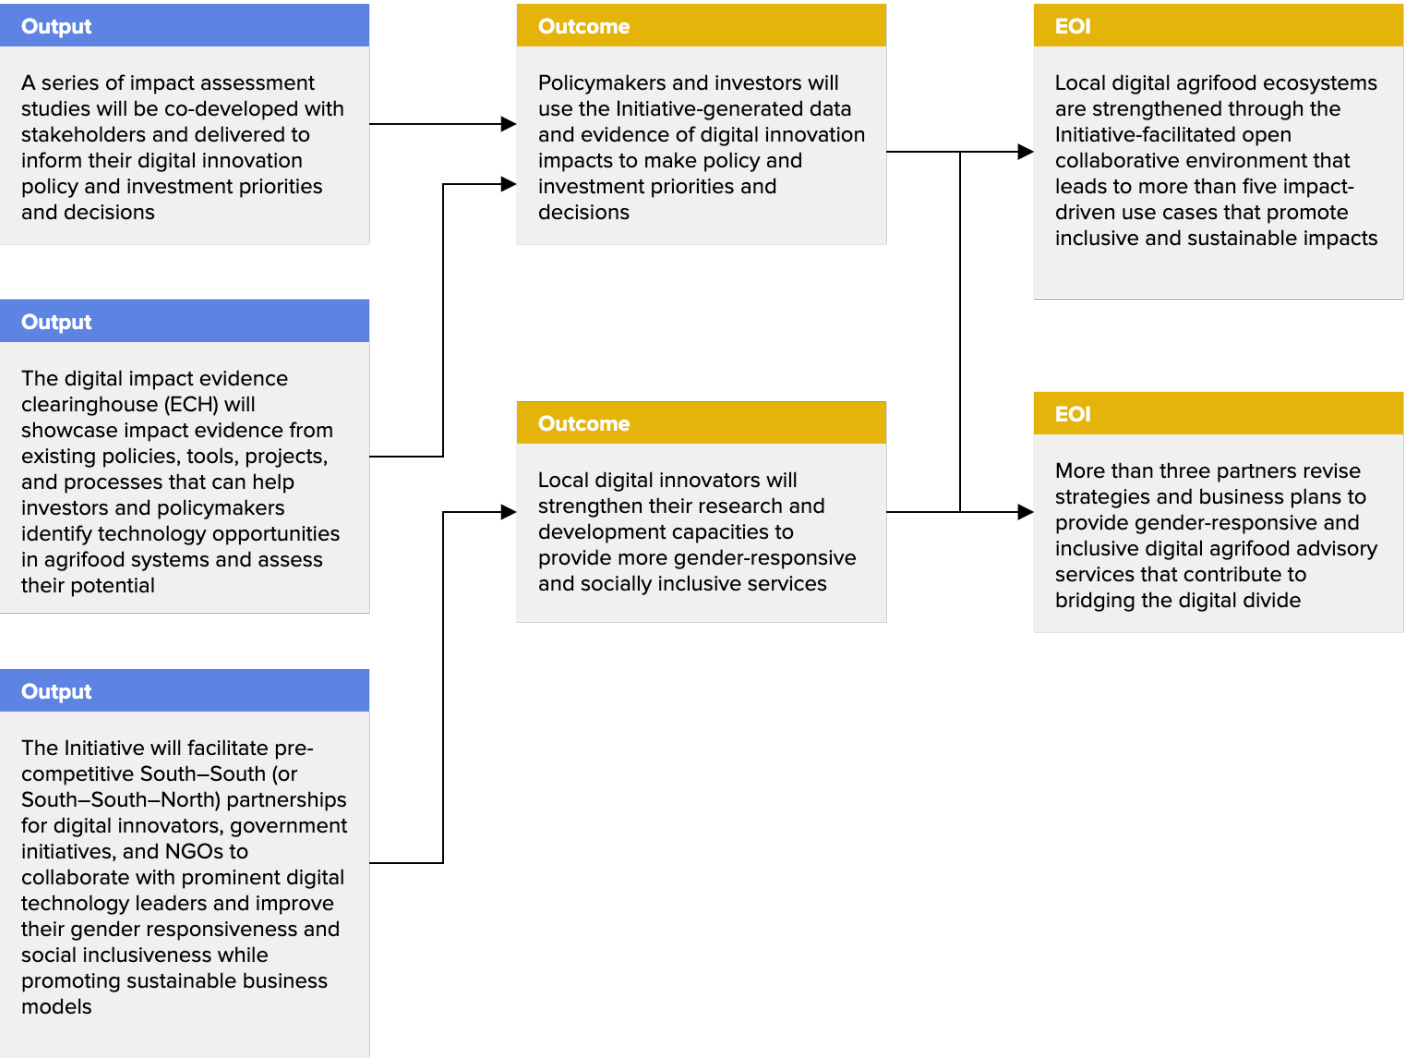 Output
A series of impact assessment
studies will be co-developed with
stakeholders and delivered to
inform their digital innovation
policy and investment priorities
and decisions
Output
The digital impact evidence
clearinghouse (ECH) will
showcase impact evidence from
existing policies, tools, projects,
and processes that can help
investors and policymakers
identify technology opportunities
in agrifood systems and assess
their potential
Output
The Initiative will facilitate pre-
competitive South–South (or
South–South–North) partnerships
for digital innovators, government
initiatives, and NGOs to
collaborate with prominent digital
technology leaders and improve
their gender responsiveness and
social inclusiveness while
promoting sustainable business
models
Outcome
Policymakers and investors will
use the Initiative-generated data
and evidence of digital innovation
impacts to make policy and
investment priorities and
decisions
Outcome
Local digital innovators will
strengthen their research and
development capacities to
provide more gender-responsive
and socially inclusive services
EOI
Local digital agrifood ecosystems
are strengthened through the
Initiative-facilitated open
collaborative environment that
leads to more than five impact-
driven use cases that promote
inclusive and sustainable impacts
EOI
More than three partners revise
strategies and business plans to
provide gender-responsive and
inclusive digital agrifood advisory
services that contribute to
bridging the digital divide